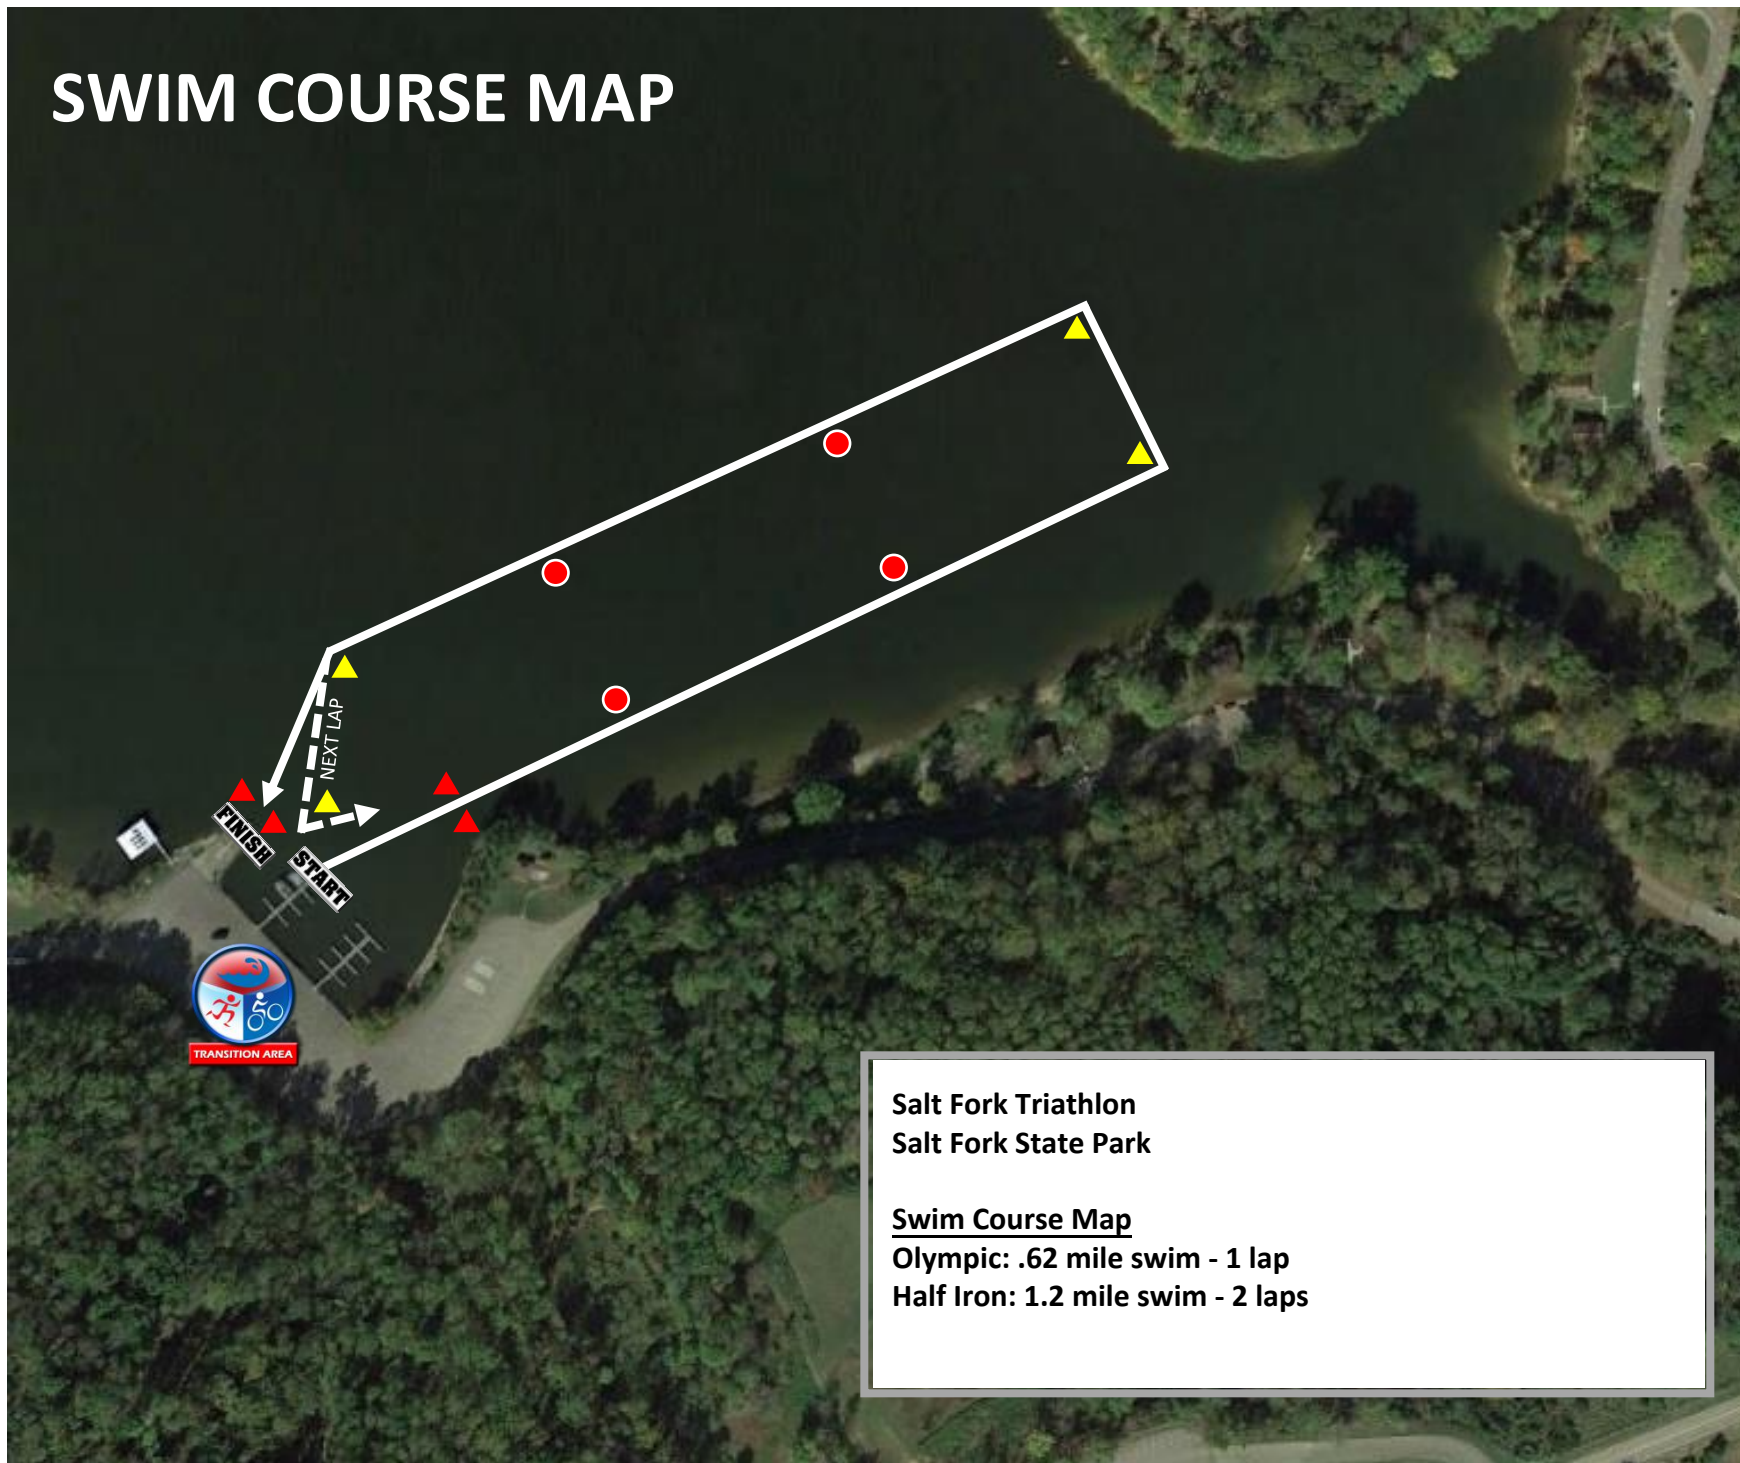 SWIM COURSE MAP
NEXT LAP
FINISH
START
TRANSITION AREA
Salt Fork Triathlon
Salt Fork State Park
Swim Course Map
Olympic: .62 mile swim - 1 lap
Half Iron: 1.2 mile swim - 2 laps